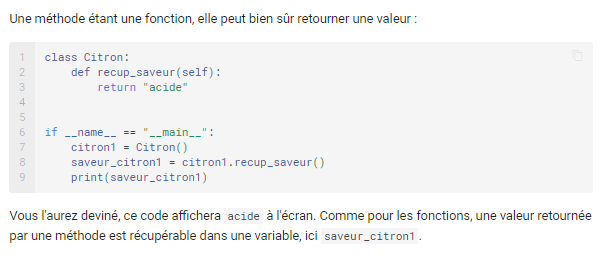 Une méthode étant une fonction, elle peut bien sûr retourner une valeur :
1 class Citron:
2     def recup_saveur(self):
3         return "acide"
4
5
6 if __name__ == "__main__":
7     citron1 = Citron()
8     saveur_citron1 = citron1.recup_saveur()
9     print(saveur_citron1)
Vous l'aurez deviné, ce code affichera acide à l'écran. Comme pour les fonctions, une valeur retournée
par une méthode est récupérable dans une variable, ici saveur_citron1 .